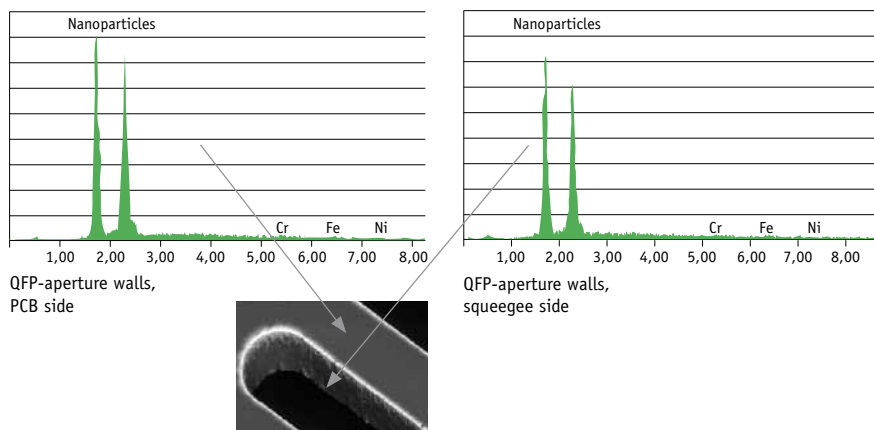 Nanoparticles
Cr Fe Ni
1,00 2,00 3,00 4,00 5,00 6,00 7,00 8,00
QFP-aperture walls,
PCB side
Nanoparticles
Cr Fe Ni
1,00 2,00 3,00 4,00 5,00 6,00 7,00 8,00
QFP-aperture walls,
squeegee side